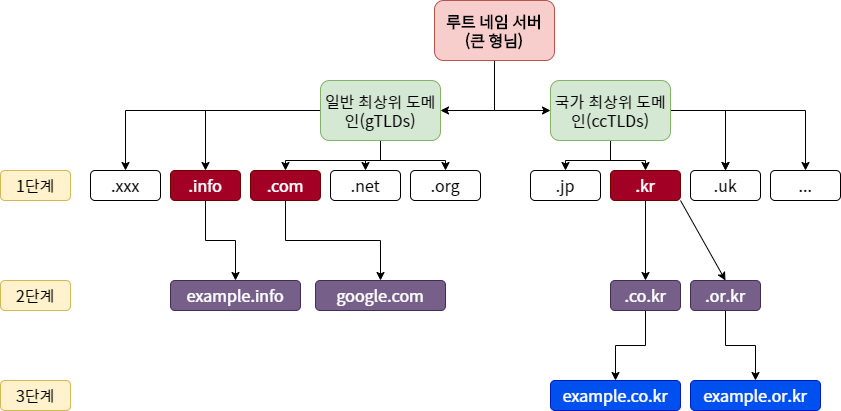 루트 네임 서버
(큰 형님)
일반 최상위 도메
인(gTLDs)
국가 최상위 도메
인(ccTLDs)
1단계
.xxx
.info
.com
.net
.org
.jp
.kr
.uk
...
2단계
example.info
google.com
.co.kr
.or.kr
3단계
example.co.kr
example.or.kr